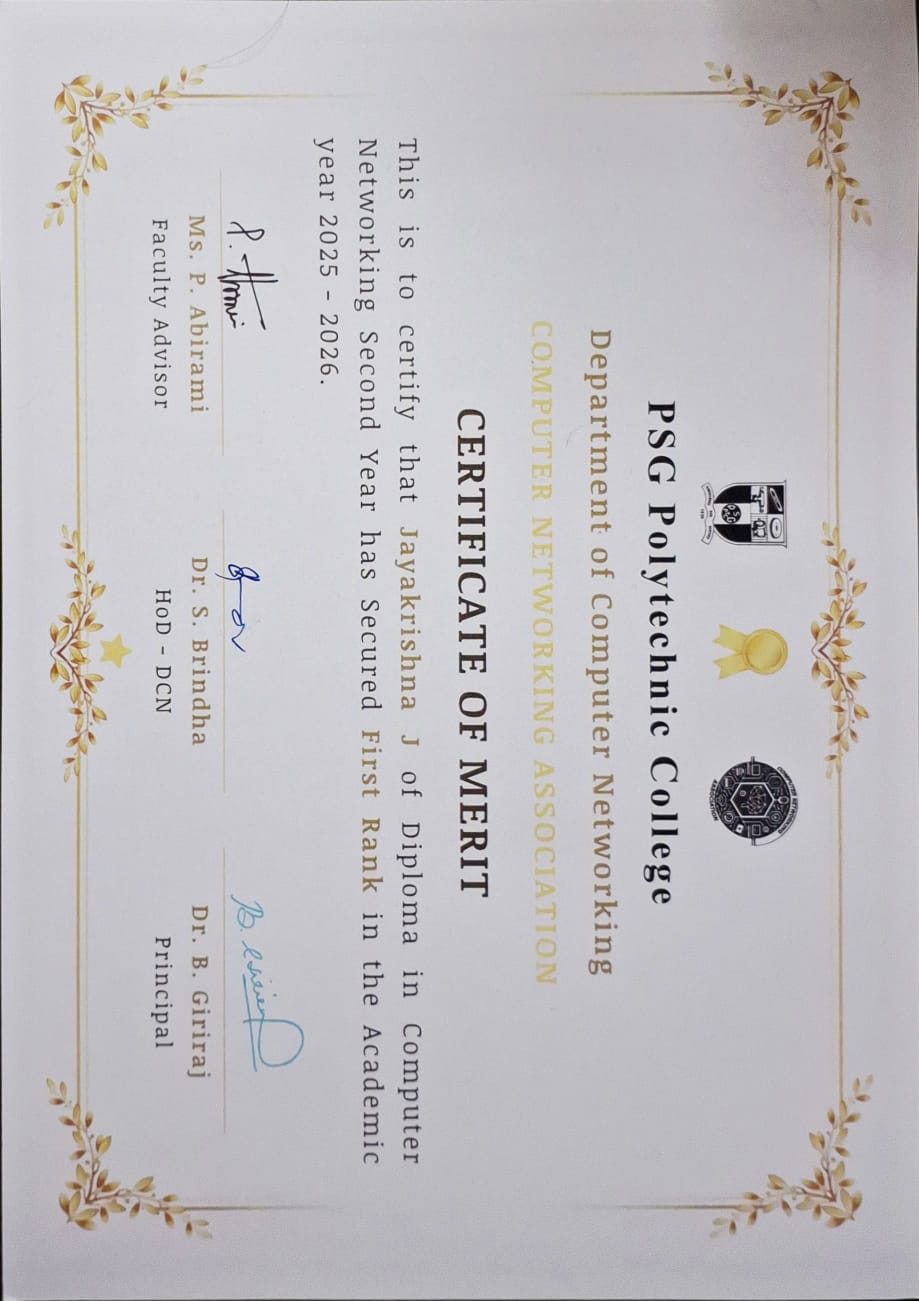 PSG Polytechnic College
Department of Computer Networking
COMPUTER NETWORKING ASSOCIATION
CERTIFICATE OF MERIT
This is to certify that Jayakrishna J of Diploma in Computer
Networking Second Year has Secured First Rank in the Academic
year 2025 - 2026.
Ms. P. Abirami
Faculty Advisor
Dr. S. Brindha
HoD - DCN
Dr. B. Giriraj
Principal